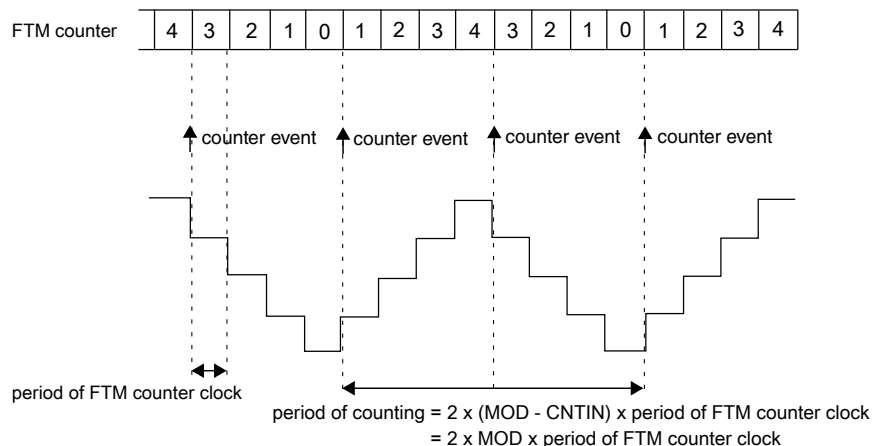 FTM counter 4 3 2 1 0 1 2 3 4 3 2 1 0 1 2 3 4
counter event counter event counter event counter event
period of FTM counter clock
period of counting = 2 x (MOD - CNTIN) x period of FTM counter clock
= 2 x MOD x period of FTM counter clock